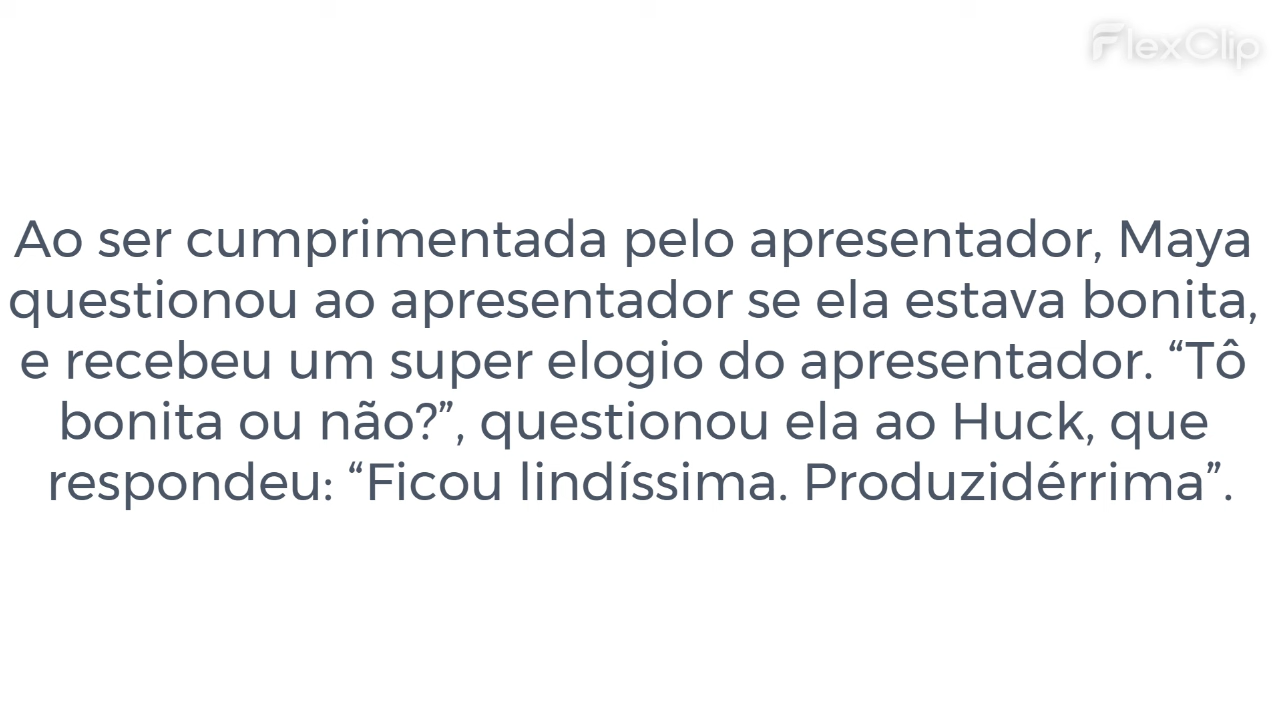 FlexClip
Ao ser cumprimentada pelo apresentador, Maya
questionou ao apresentador se ela estava bonita,
e recebeu um super elogio do apresentador. “Tô
bonita ou não?”, questionou ela ao Huck, que
respondeu: “Ficou lindíssima. Produzidérrima”.